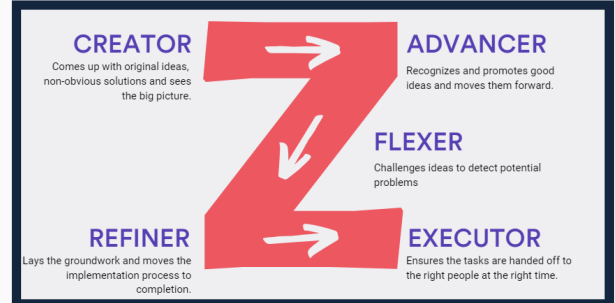 CREATOR
Comes up with original ideas,
non-obvious solutions and sees
the big picture.
ADVANCER
Recognizes and promotes good
ideas and moves them forward.
FLEXER
Challenges ideas to detect potential
problems
REFINER
Lays the groundwork and moves the
implementation process to
completion.
EXECUTOR
Ensures the tasks are handed off to
the right people at the right time.